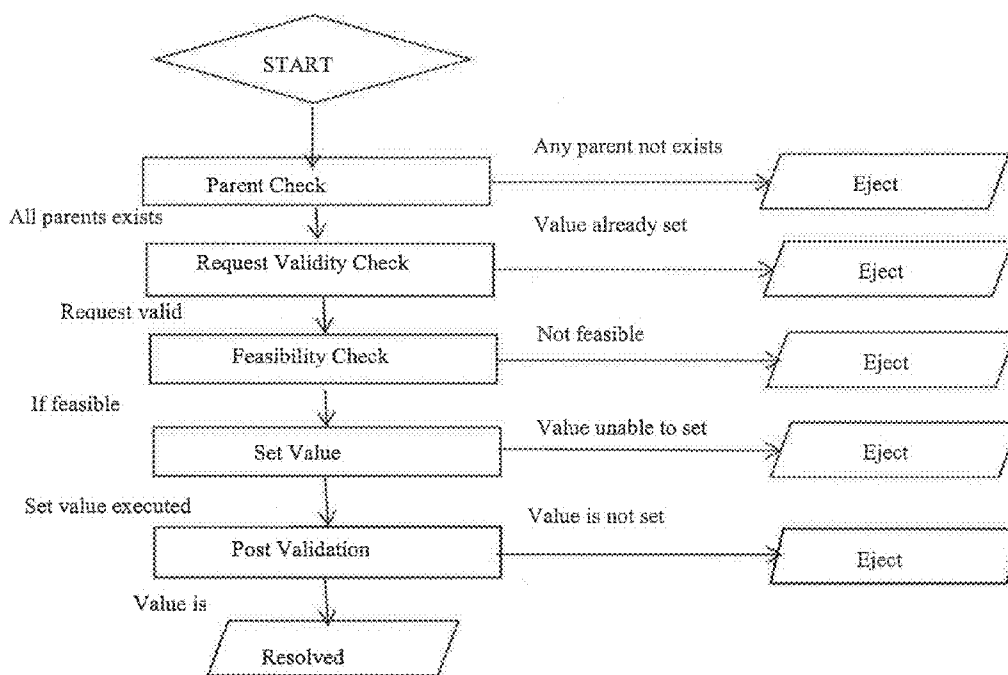 START
Any parent not exists
Parent Check
Eject
All parents exists
Value already set
Request Validity Check
Eject
Request valid
Not feasible
Feasibility Check
Eject
If feasible
Value unable to set
Set Value
Eject
Set value executed
Value is not set
Post Validation
Eject
Value is
Resolved